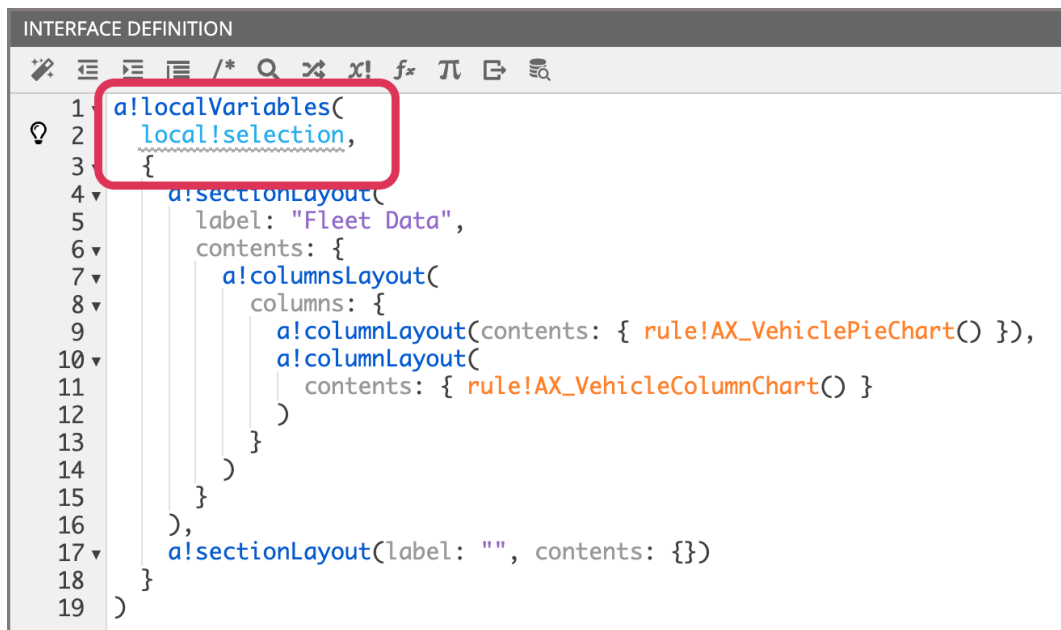 INTERFACE DEFINITION
/* x! f* π
1 a!localVariables(
2 local!selection,
3 {
4 a!sectionLayout(
5 label: "Fleet Data",
6 contents: {
7 a!columnsLayout(
8 columns: {
9 a!columnLayout(contents: { rule!AX_VehiclePieChart() }),
10 a!columnLayout(
11 contents: { rule!AX_VehicleColumnChart() }
12 )
13 }
14 )
15 }
16 ),
17 a!sectionLayout(label: "", contents: {})
18 }
19 )